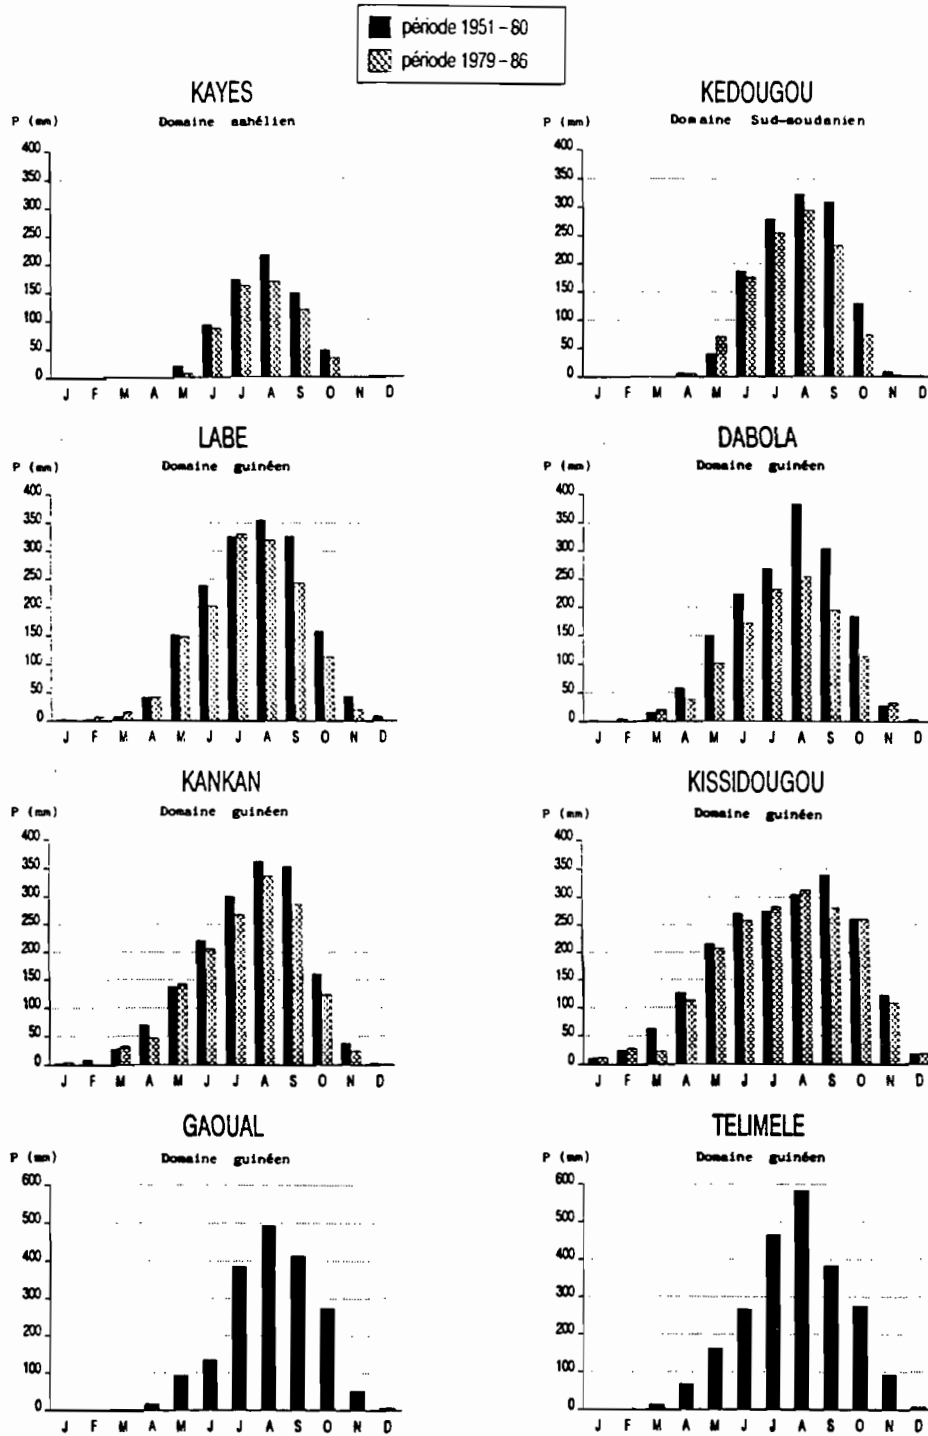 période 1951-80
période 1979-86
KAYES
P (mm) Domaine sahélien
400
350
300
250
200
150
100
50
0
J F M A M J J A S O N D
KEDOUGOU
P (mm) Domaine Sud-soudanien
400
350
300
250
200
150
100
50
0
J F M A M J J A S O N D
LABE
P (mm) Domaine guinéen
400
350
300
250
200
150
100
50
0
J F M A M J J A S O N D
DABOLA
P (mm) Domaine guinéen
400
350
300
250
200
150
100
50
0
J F M A M J J A S O N D
KANKAN
P (mm) Domaine guinéen
400
350
300
250
200
150
100
50
0
J F M A M J J A S O N D
KISSIDOUGOU
P (mm) Domaine guinéen
400
350
300
250
200
150
100
50
0
J F M A M J J A S O N D
GAOUAL
P (mm) Domaine guinéen
600
500
400
300
200
100
0
J F M A M J J A S O N D
TELIMELE
P (mm) Domaine guinéen
600
500
400
300
200
100
0
J F M A M J J A S O N D